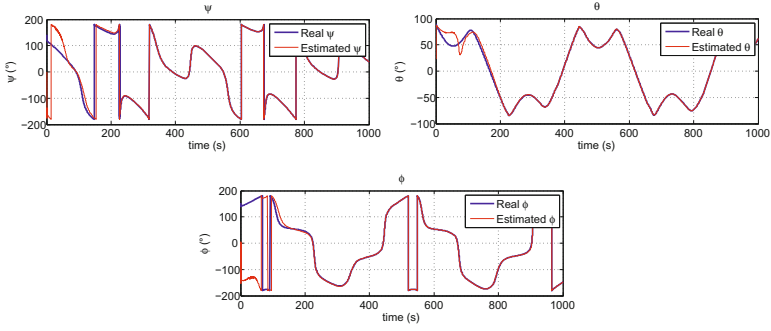 ψ
θ
200
100
0
−100
−200
ψ (°)
Real ψ
Estimated ψ
0
200
400
600
800
1000
time (s)
100
50
0
−50
−100
θ (°)
Real θ
Estimated θ
0
200
400
600
800
1000
time (s)
ϕ
200
100
0
−100
−200
ϕ (°)
Real ϕ
Estimated ϕ
0
200
400
600
800
1000
time (s)